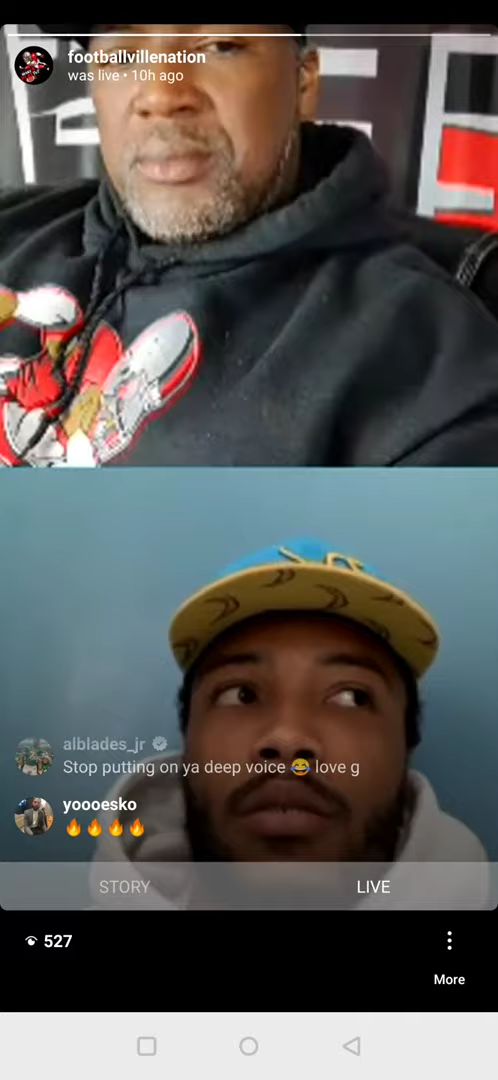 footballvillenation
was live • 10h ago
alblades_jr
Stop putting on ya deep voice 😂 love g
yoooesko
🔥🔥🔥🔥
STORY
LIVE
527
More